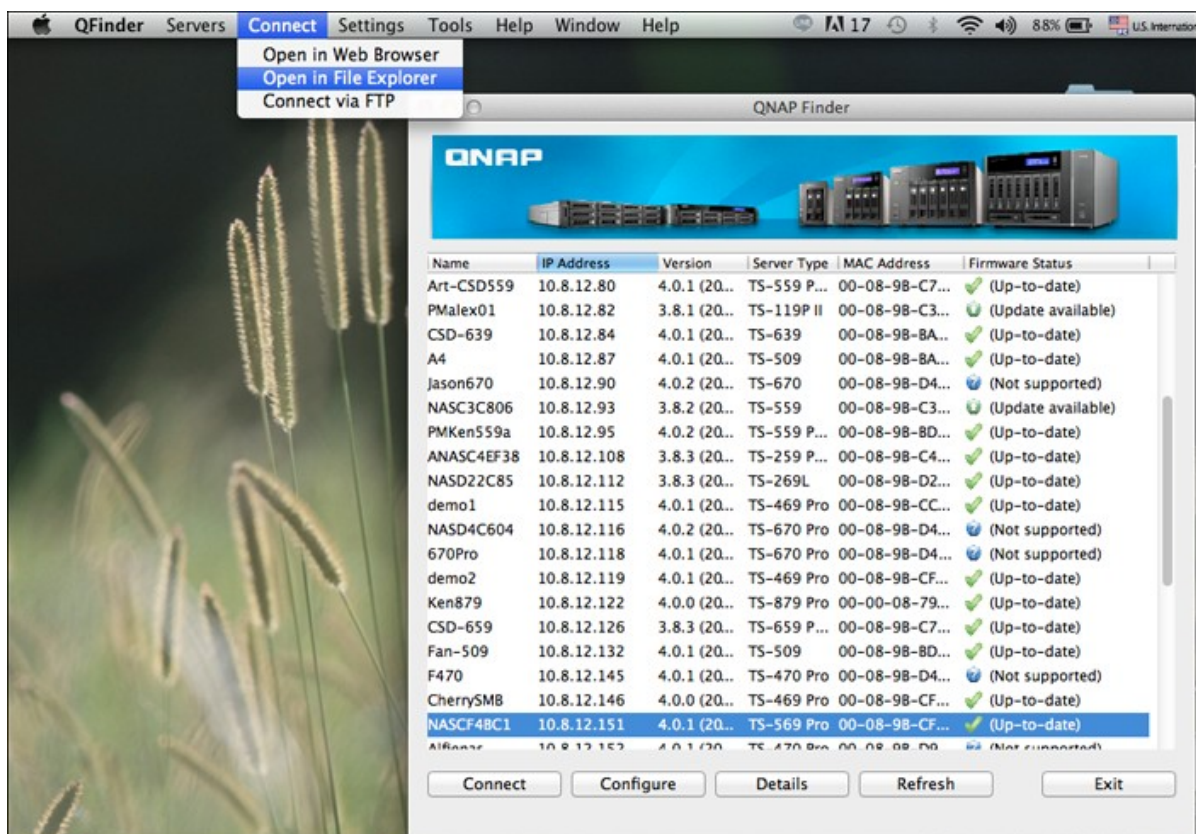 QFinder Servers Connect Settings Tools Help Window Help 17 88% U.S. Internation
Open in Web Browser
Open in File Explorer
Connect via FTP
QNAP Finder
QNAP
Name IP Address Version Server Type MAC Address Firmware Status
Art-CSD559 10.8.12.80 4.0.1 (20... TS-559 P... 00-08-9B-C7... (Up-to-date)
PMalex01 10.8.12.82 3.8.1 (20... TS-119P II 00-08-9B-C3... (Update available)
CSD-639 10.8.12.84 4.0.1 (20... TS-639 00-08-9B-BA... (Up-to-date)
A4 10.8.12.87 4.0.1 (20... TS-509 00-08-9B-BA... (Up-to-date)
Jason670 10.8.12.90 4.0.2 (20... TS-670 00-08-9B-D4... (Not supported)
NASC3C806 10.8.12.93 3.8.2 (20... TS-559 00-08-9B-C3... (Update available)
PMKen559a 10.8.12.95 4.0.2 (20... TS-559 P... 00-08-9B-BD... (Up-to-date)
ANASC4EF38 10.8.12.108 3.8.3 (20... TS-259 P... 00-08-9B-C4... (Up-to-date)
NASD22C85 10.8.12.112 3.8.3 (20... TS-269L 00-08-9B-D2... (Up-to-date)
demo1 10.8.12.115 4.0.1 (20... TS-469 Pro 00-08-9B-CC... (Up-to-date)
NASD4C604 10.8.12.116 4.0.2 (20... TS-670 Pro 00-08-9B-D4... (Not supported)
670Pro 10.8.12.118 4.0.1 (20... TS-670 Pro 00-08-9B-D4... (Not supported)
demo2 10.8.12.119 4.0.1 (20... TS-469 Pro 00-08-9B-CF... (Up-to-date)
Ken879 10.8.12.122 4.0.0 (20... TS-879 Pro 00-00-08-79... (Up-to-date)
CSD-659 10.8.12.126 3.8.3 (20... TS-659 P... 00-08-9B-C7... (Up-to-date)
Fan-509 10.8.12.132 4.0.1 (20... TS-509 00-08-9B-BD... (Up-to-date)
F470 10.8.12.145 4.0.1 (20... TS-470 Pro 00-08-9B-D4... (Not supported)
CherrySMB 10.8.12.146 4.0.0 (20... TS-469 Pro 00-08-9B-CF... (Up-to-date)
NASCF4BC1 10.8.12.151 4.0.1 (20... TS-569 Pro 00-08-9B-CF... (Up-to-date)
10.8.12.152 4.0.1 (20... TS-470 Pro 00-08-9B-D9... (Not supported)
Connect Configure Details Refresh Exit